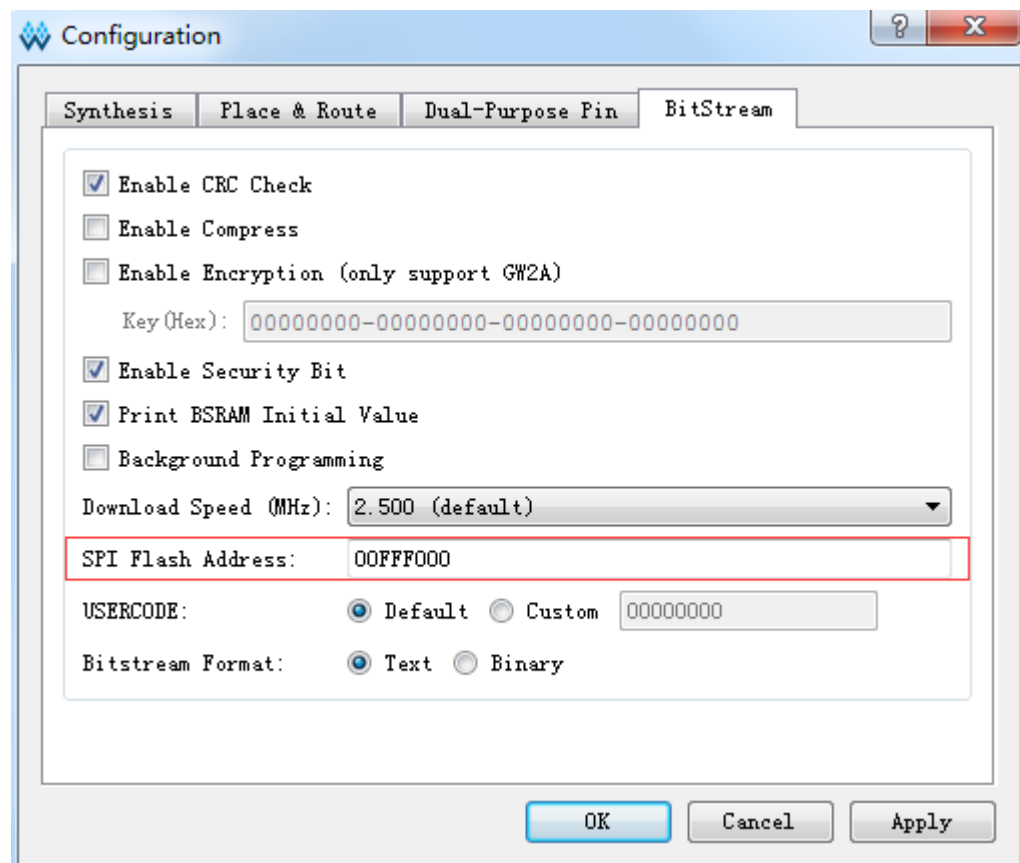 Configuration
Synthesis Place & Route Dual-Purpose Pin BitStream
Enable CRC Check
Enable Compress
Enable Encryption (only support GW2A)
Key(Hex): 00000000-00000000-00000000-00000000
Enable Security Bit
Print BSRAM Initial Value
Background Programming
Download Speed (MHz): 2.500 (default)
SPI Flash Address: 00FFF000
USERCODE: Default Custom 00000000
Bitstream Format: Text Binary
OK Cancel Apply